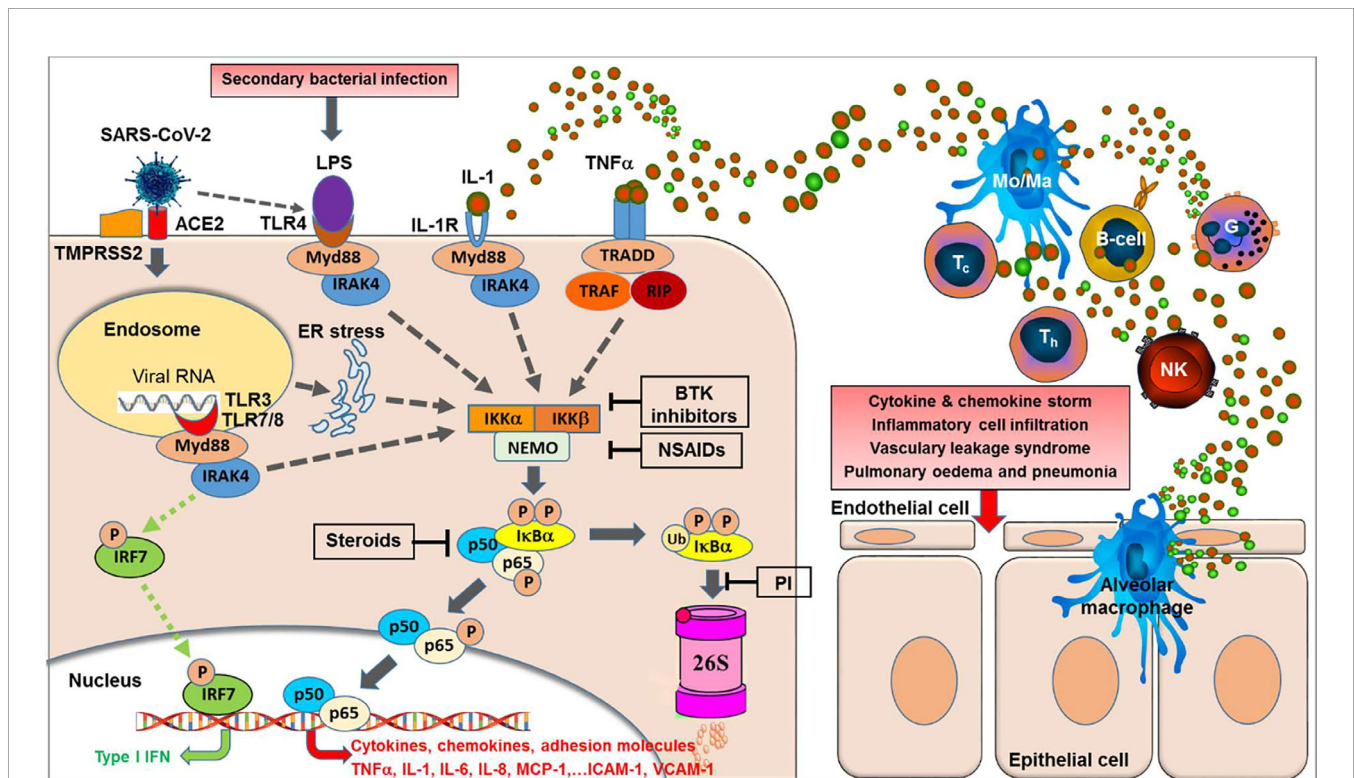 Secondary bacterial infection
SARS-CoV-2
LPS
IL-1
TNFα
ACE2
TLR4
IL-1R
TMPRSS2
Myd88
IRAK4
Myd88
IRAK4
TRADD
TRAF
RIP
Endosome
ER stress
Viral RNA
TLR3
TLR7/8
Myd88
IRAK4
IKKα
IKKβ
NEMO
BTK
inhibitors
NSAIDs
P
IRF7
Steroids
P
P
IκBα
p50
p65
P
P
P
Ub
IκBα
PI
26S
p50
p65
P
Nucleus
P
IRF7
p50
p65
Type I IFN
Cytokines, chemokines, adhesion molecules
TNFα, IL-1, IL-6, IL-8, MCP-1,...ICAM-1, VCAM-1
Mo/Ma
Tc
B-cell
G
Th
NK
Cytokine & chemokine storm
Inflammatory cell infiltration
Vasculary leakage syndrome
Pulmonary oedema and pneumonia
Endothelial cell
Alveolar
macrophage
Epithelial cell